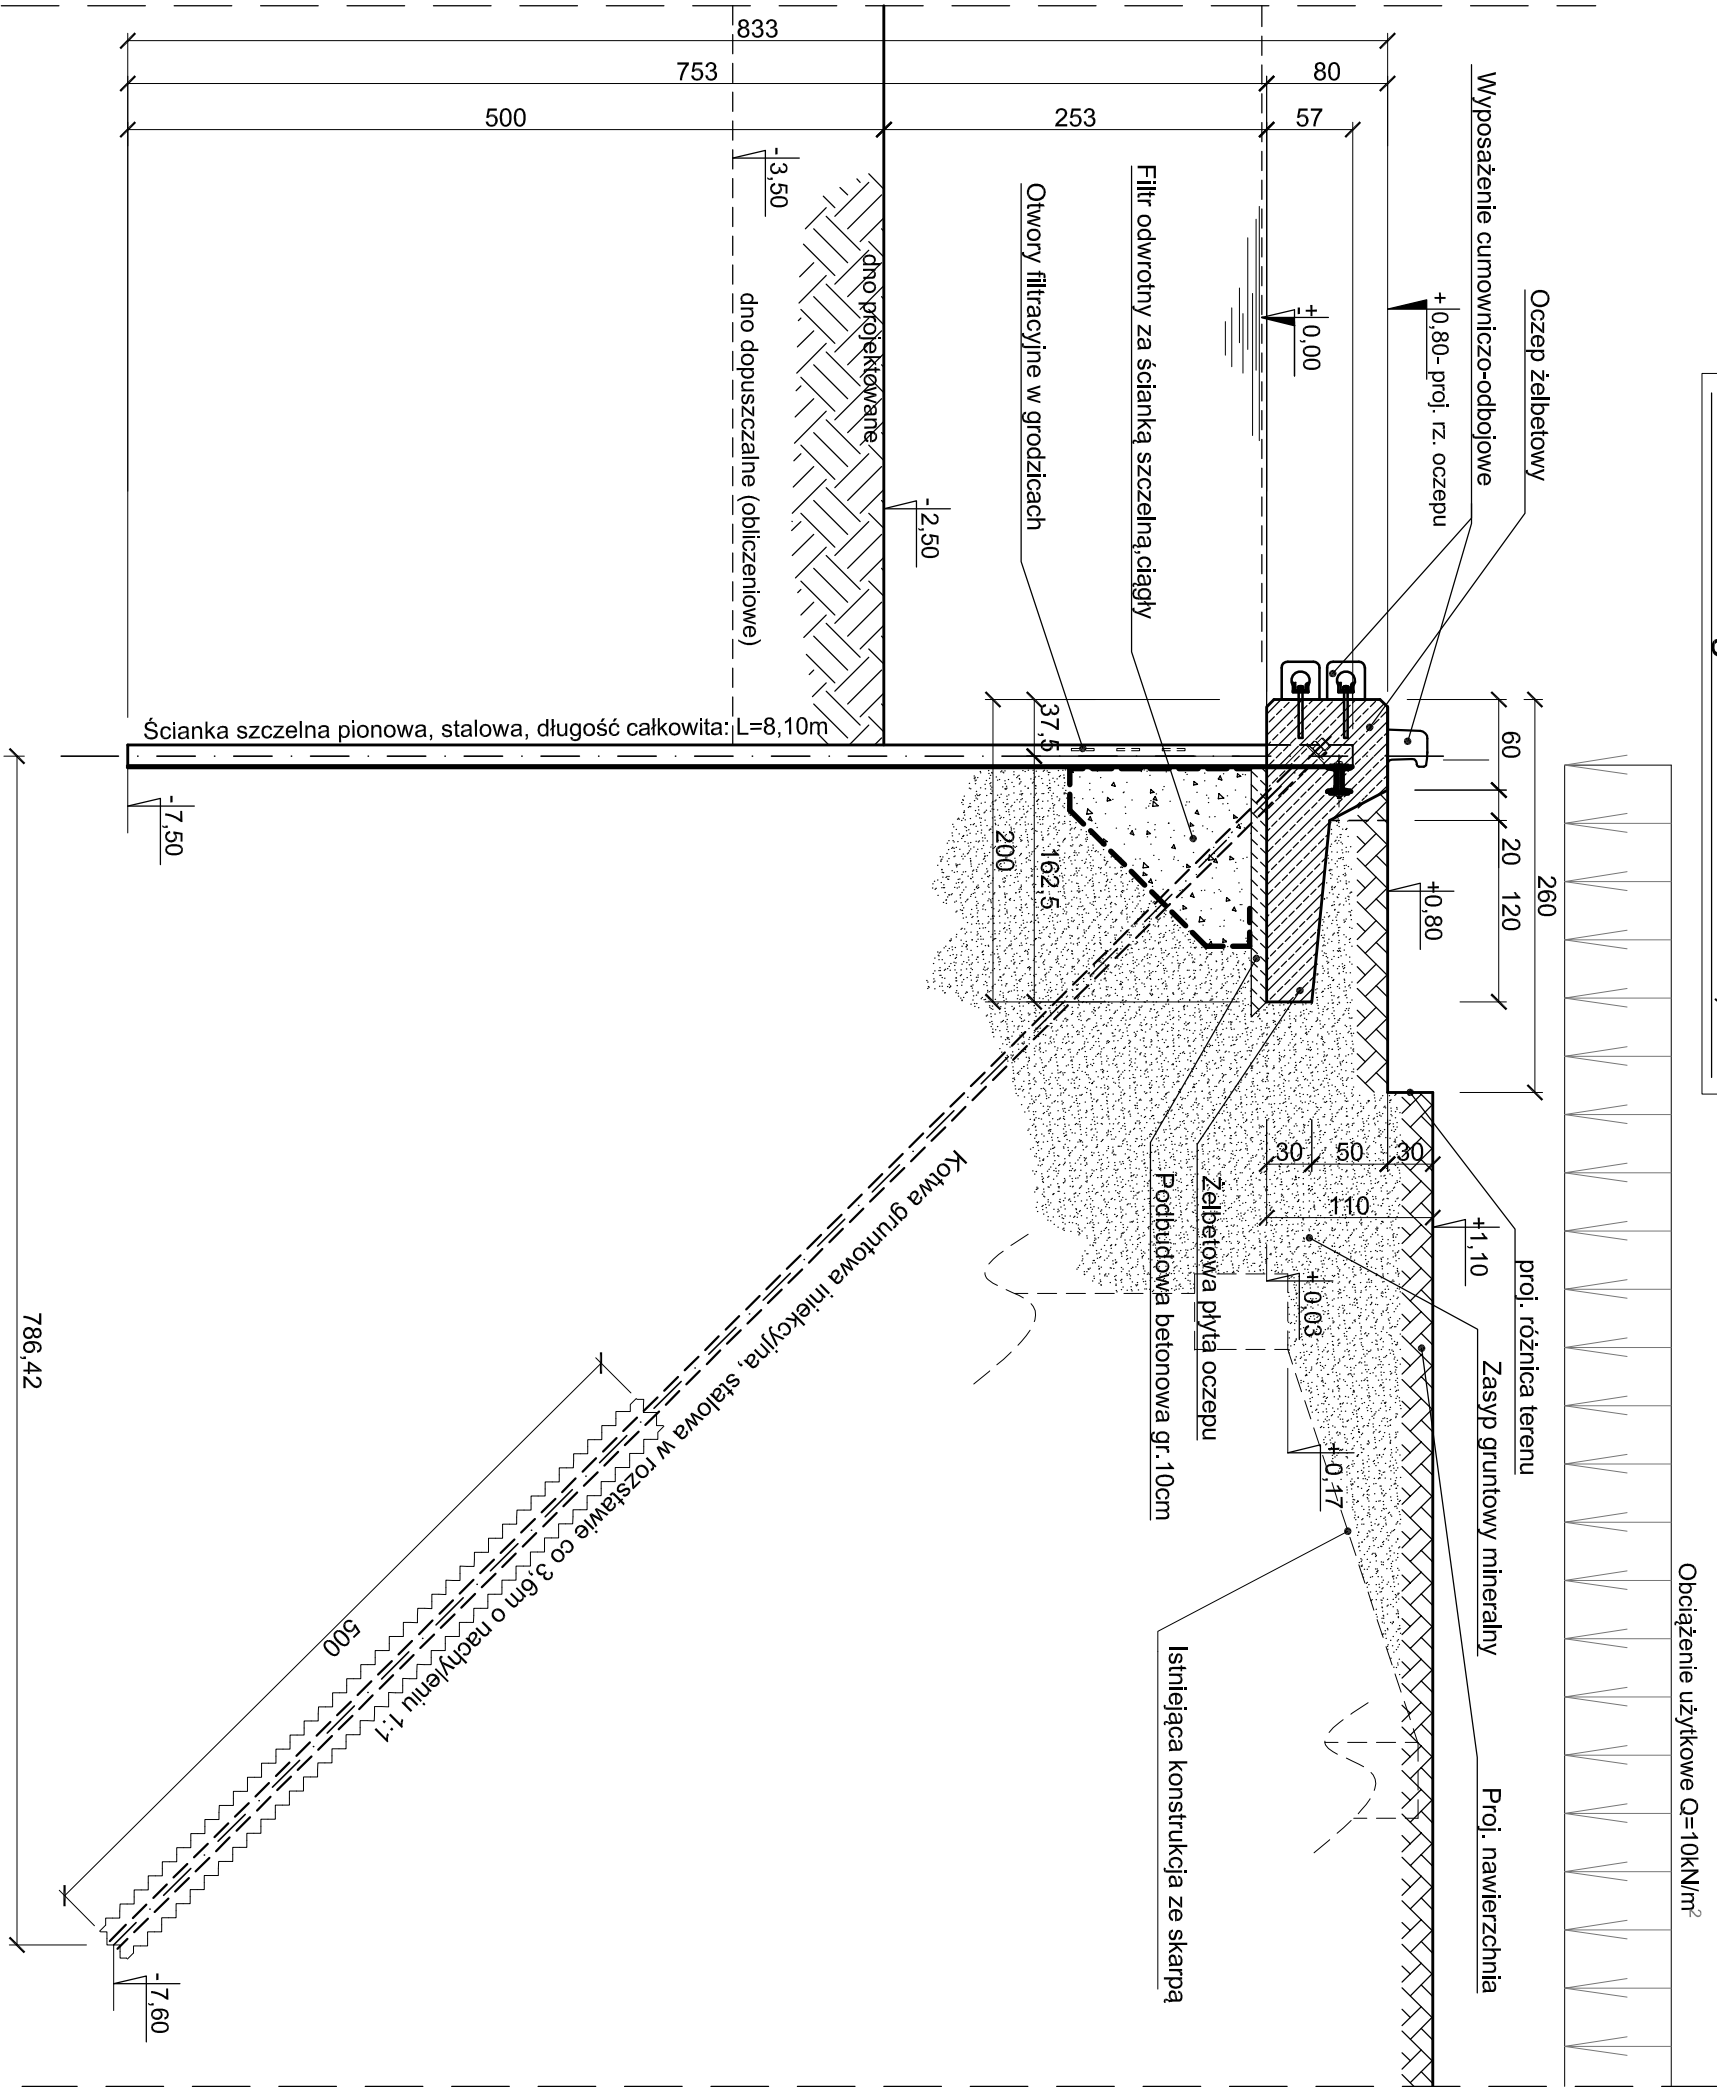 Obciążenie użytkowe Q=10kN/m²
Oczep żelbetowy
Wyposażenie cumowniczo-odbojowe
+0,80- proj. rz. oczepu
+0,00
Filtr odwrotny za ścianką szczelną,ciągły
Otwory filtracyjne w grodzicach
dno projektowane
-2,50
dno dopuszczalne (obliczeniowe)
-3,50
833
753
80
500
253
57
260
60
20
120
+0,80
37,5
162,5
200
30
50
30
110
+1,10
proj. różnica terenu
Zasyp gruntowy mineralny
Proj. nawierzchnia
+0,03
+0,17
Żelbetowa płyta oczepu
Podbudowa betonowa gr.10cm
Istniejąca konstrukcja ze skarpą
Ścianka szczelna pionowa, stalowa, długość całkowita: L=8,10m
-7,50
Kotwa gruntowa iniekcyjna, stalowa w rozstawie co 3,6m o nachyleniu 1:1
500
786,42
-7,60